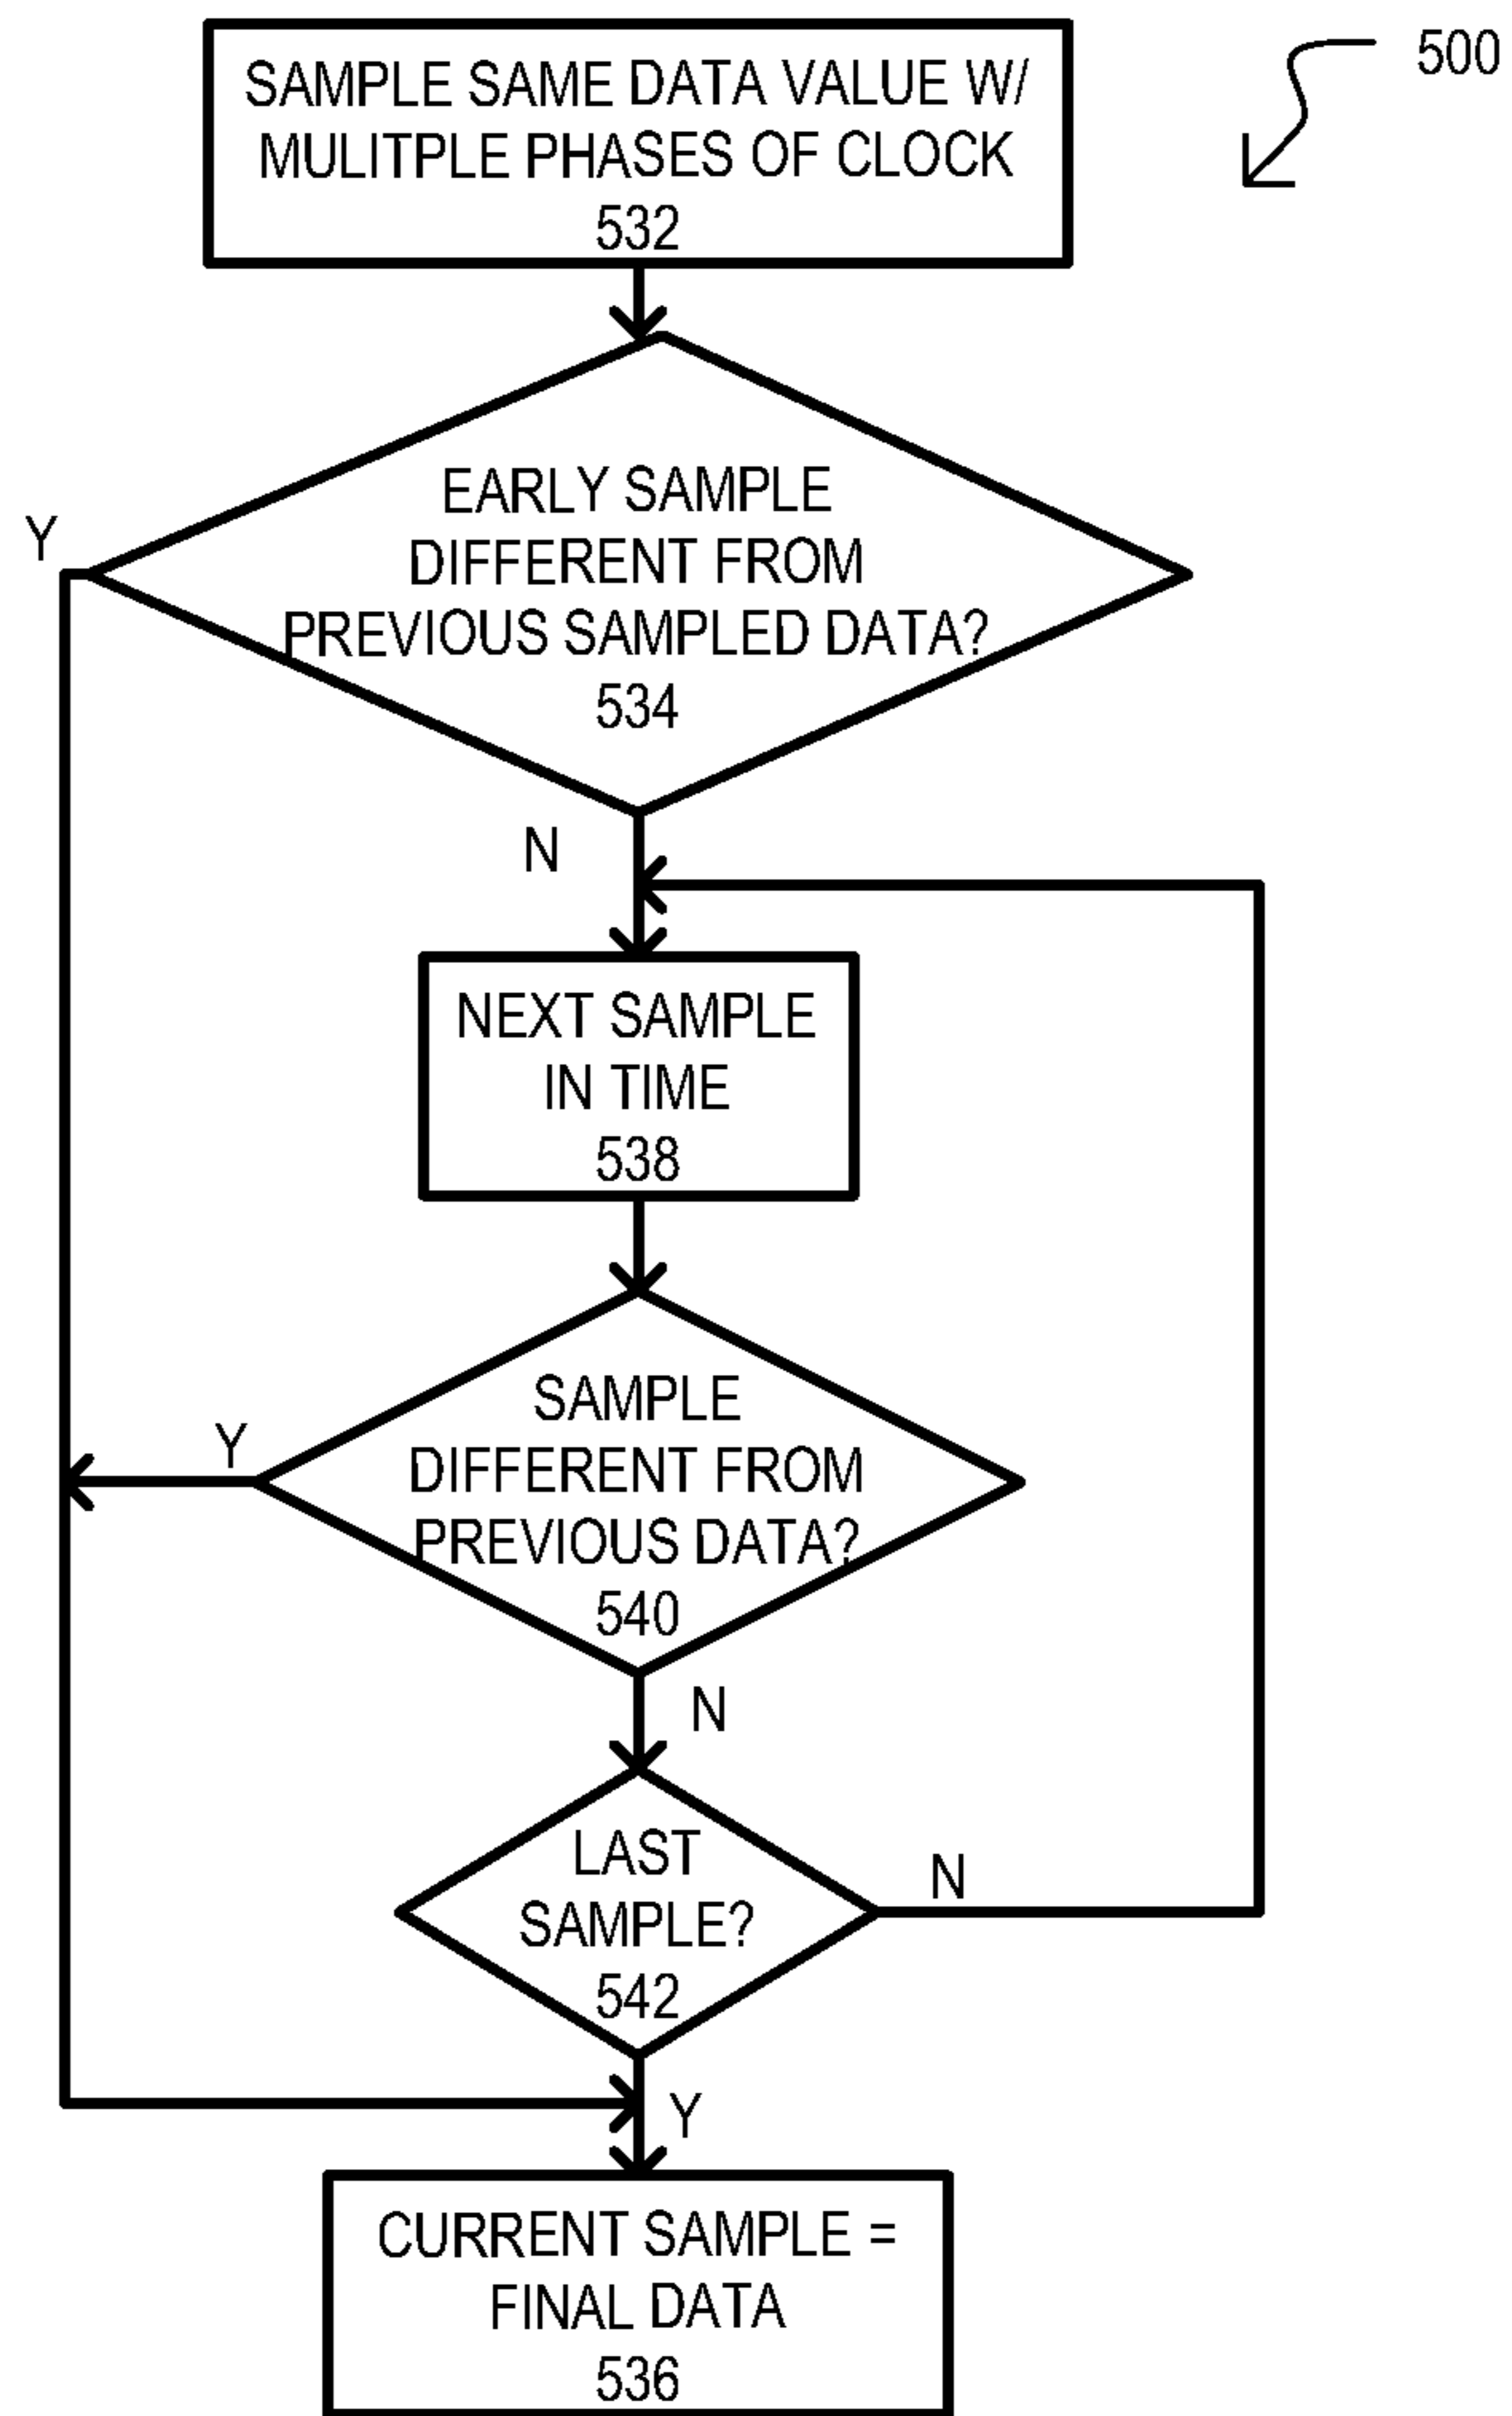 500
SAMPLE SAME DATA VALUE W/
MULITPLE PHASES OF CLOCK
532
EARLY SAMPLE
DIFFERENT FROM
PREVIOUS SAMPLED DATA?
534
Y
N
NEXT SAMPLE
IN TIME
538
SAMPLE
DIFFERENT FROM
PREVIOUS DATA?
540
Y
N
LAST
SAMPLE?
542
N
Y
CURRENT SAMPLE =
FINAL DATA
536